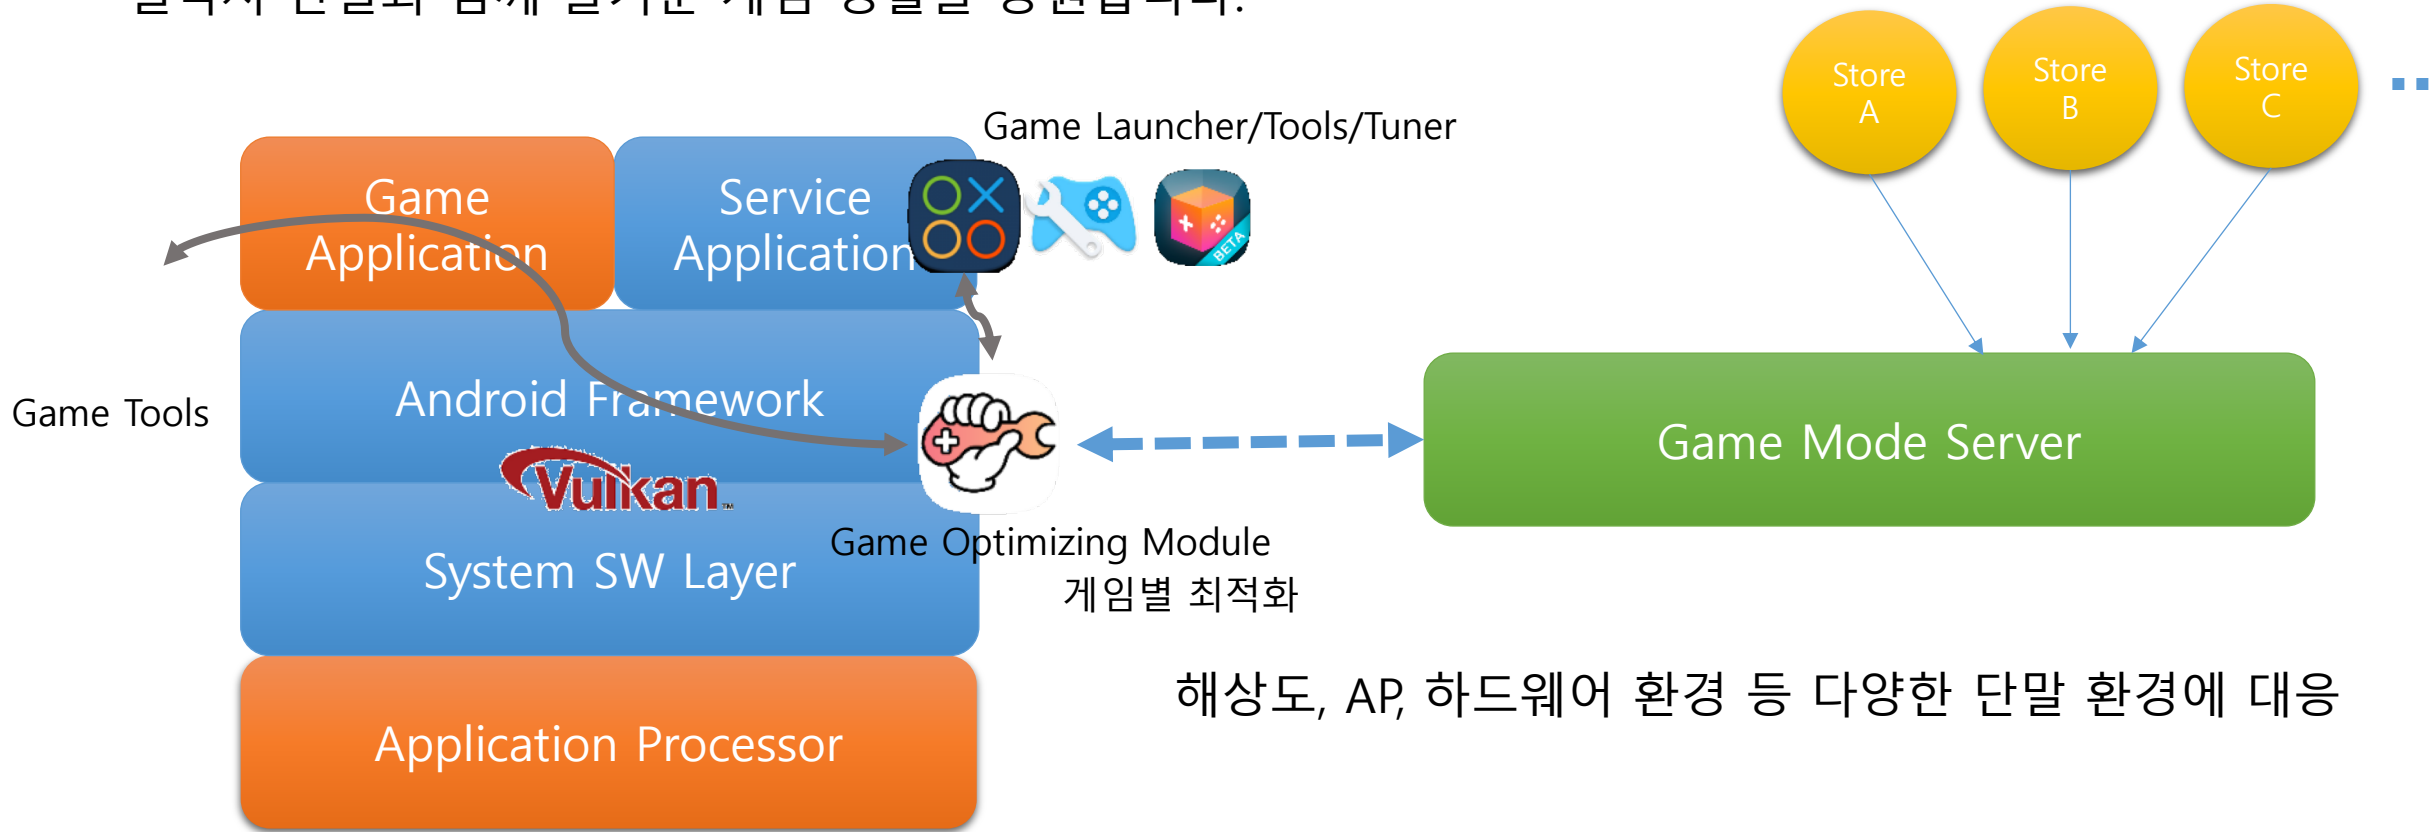 Store
A
Store
B
Store
C
Game Launcher/Tools/Tuner
Game
Application
Service
Application
BETA
Game Tools
Android Framework
Vulkan™
Game Mode Server
Game Optimizing Module
게임별 최적화
System SW Layer
해상도, AP, 하드웨어 환경 등 다양한 단말 환경에 대응
Application Processor